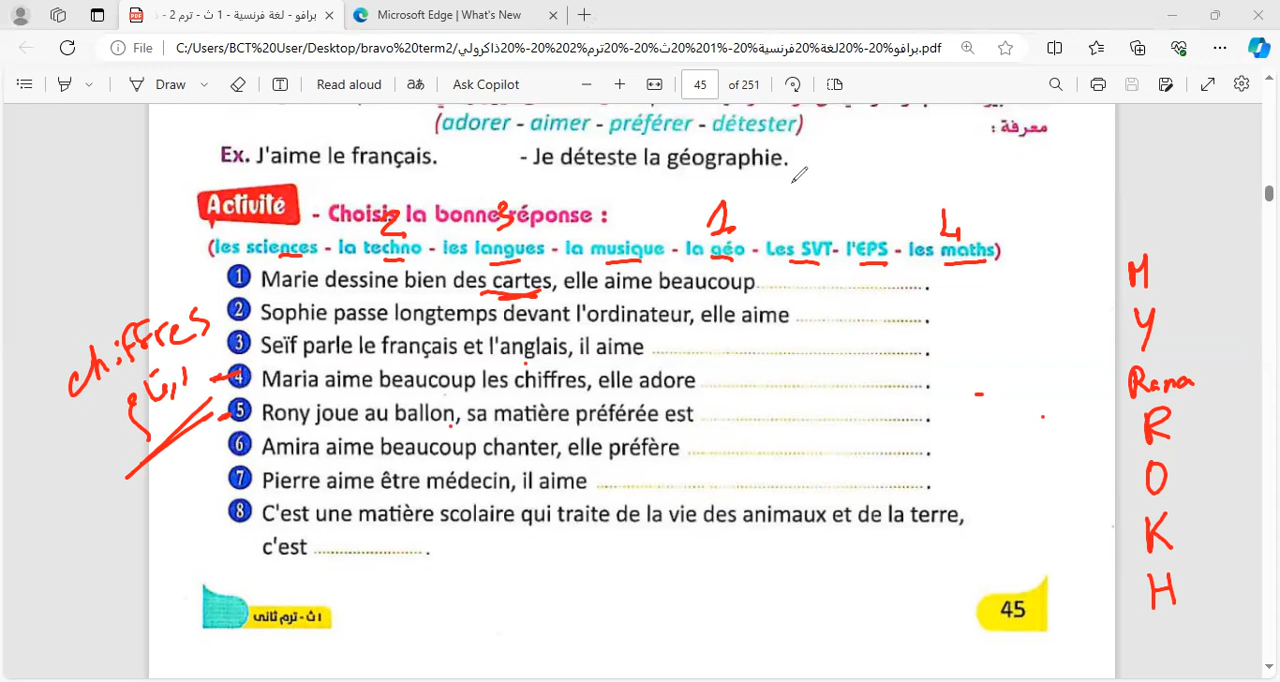 برافو - لغة فرنسية - 1 ث - ترم 2 -
Microsoft Edge | What's New
File
C:/Users/BCT%20User/Desktop/bravo%20term2/برافو%20-%20لغة%20فرنسية%20-%201%20ث%20-%20ترم%202%20-%20ذاكرولي.pdf
Draw
Read aloud
Ask Copilot
45 of 251
معرفة : (adorer - aimer - préférer - détester)
Ex. J'aime le français. - Je déteste la géographie.
Activité - Choisis la bonne réponse :
2 3 1 4
(les sciences - la techno - les langues - la musique - la géo - Les SVT- l'EPS - les maths)
1 Marie dessine bien des cartes, elle aime beaucoup .................... .
2 Sophie passe longtemps devant l'ordinateur, elle aime .................... .
3 Seïf parle le français et l'anglais, il aime .................... .
4 Maria aime beaucoup les chiffres, elle adore .................... .
5 Rony joue au ballon, sa matière préférée est .................... .
6 Amira aime beaucoup chanter, elle préfère .................... .
7 Pierre aime être médecin, il aime .................... .
8 C'est une matière scolaire qui traite de la vie des animaux et de la terre,
c'est .................... .
chiffres
M
Y
Rana
R
O
K
H
١ ث - ترم ثانى
45